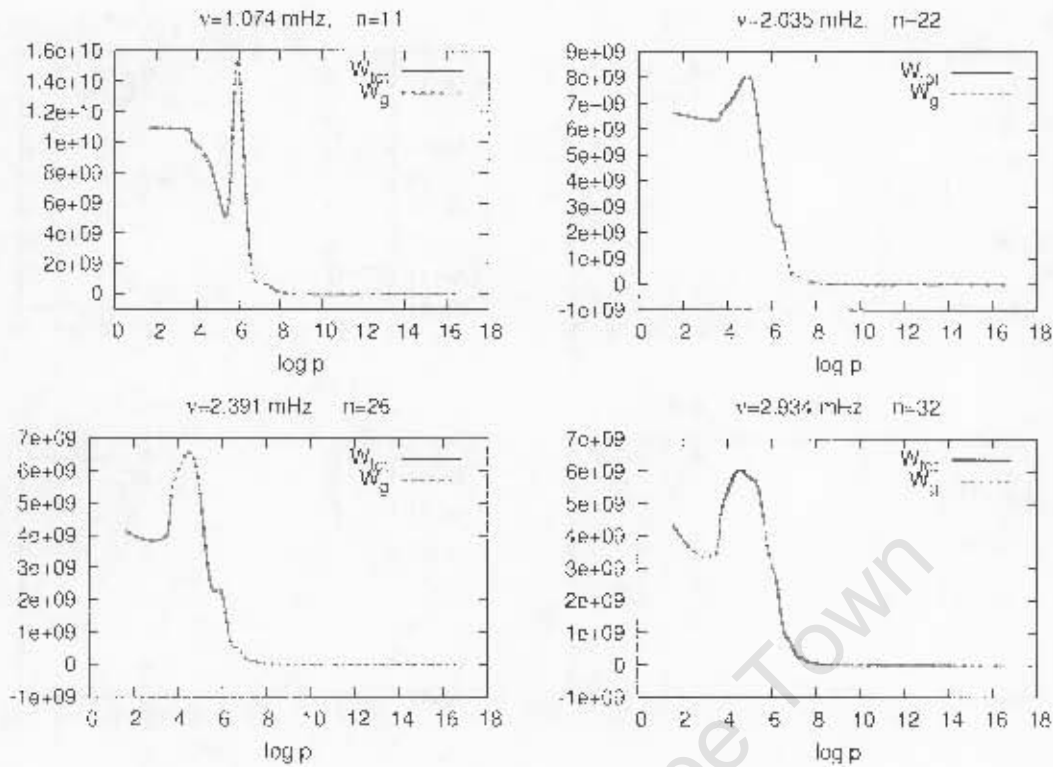 ν=1.074 mHz, n=11
1.6e+10
1.4e+10
1.2e+10
1e+10
8e+09
6e+09
4e+09
2e+09
0
W_tot
W_g
0 2 4 6 8 10 12 14 16 18
log p
ν=2.035 mHz, n=22
9e+09
8e+09
7e+09
6e+09
5e+09
4e+09
3e+09
2e+09
1e+09
0
-1e+09
W_tot
W_g
0 2 4 6 8 10 12 14 16 18
log p
ν=2.391 mHz n=26
7e+09
6e+09
5e+09
4e+09
3e+09
2e+09
1e+09
0
-1e+09
W_tot
W_g
0 2 4 6 8 10 12 14 16 18
log p
ν=2.934 mHz n=32
7e+09
6e+09
5e+09
4e+09
3e+09
2e+09
1e+09
0
-1e+09
W_tot
W_g
0 2 4 6 8 10 12 14 16 18
log p
Town